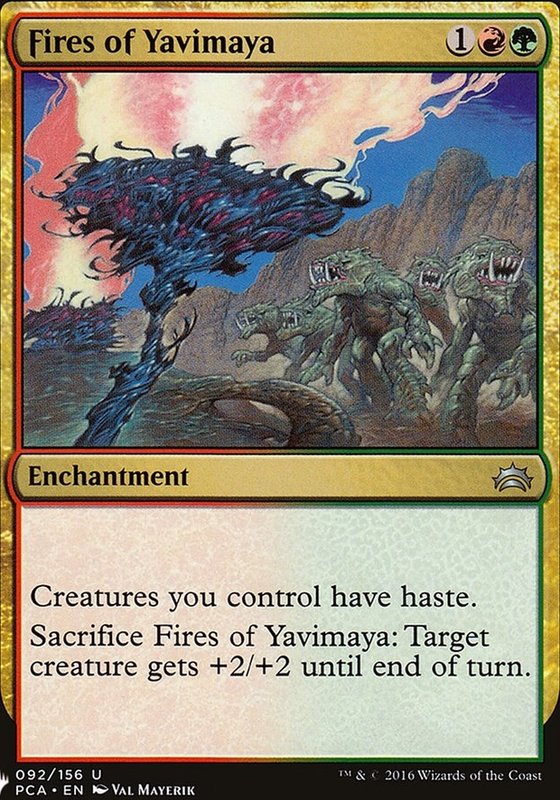 Fires of Yavimaya 1
Enchantment
Creatures you control have haste.
Sacrifice Fires of Yavimaya: Target
creature gets +2/+2 until end of turn.
092/156 U
PCA • EN Val Mayerik
™ & © 2016 Wizards of the Coast